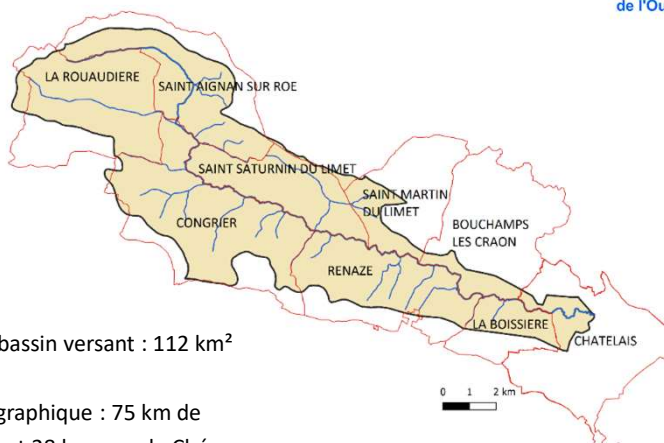 de l'Ou
LA ROUAUDIERE
SAINT AIGNAN SUR ROE
SAINT SATURNIN DU LIMET
SAINT MARTIN
DU LIMET
CONGRIER
BOUCHAMPS
LES CRAON
RENAZE
LA BOISSIERE
CHATELAIS
bassin versant : 112 km²
0 1 2 km
graphique : 75 km de